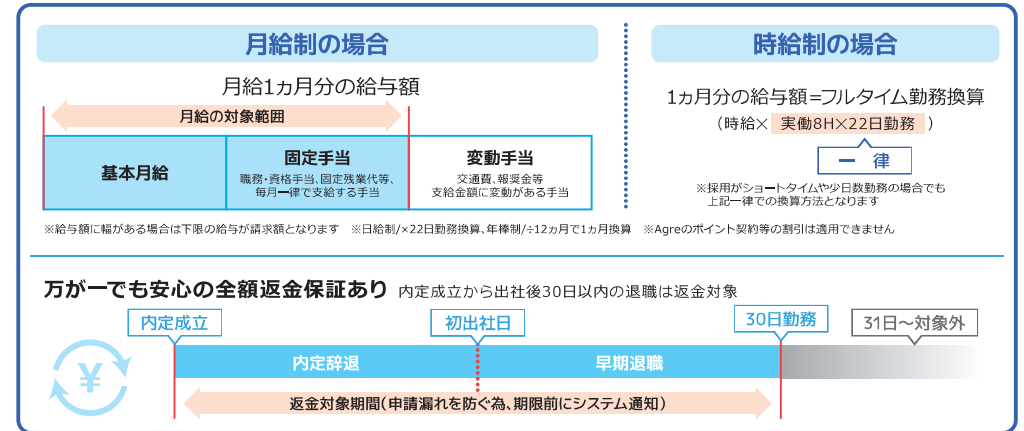 月給制の場合
月給1ヵ月分の給与額
月給の対象範囲
基本月給
固定手当
職務・資格手当、固定残業代等、
毎月一律で支給する手当
変動手当
交通費、報奨金等
支給金額に変動がある手当
時給制の場合
1ヵ月分の給与額=フルタイム勤務換算
(時給× 実働8H×22日勤務 )
一 律
※採用がショートタイムや少日数勤務の場合でも
上記一律での換算方法となります
※給与額に幅がある場合は下限の給与が請求額となります ※日給制/×22日勤務換算、年棒制/÷12ヵ月で1ヵ月換算 ※Agreのポイント契約等の割引は適用できません
万が一でも安心の全額返金保証あり 内定成立から出社後30日以内の退職は返金対象
内定成立
初出社日
30日勤務
31日～対象外
¥
内定辞退
早期退職
返金対象期間(申請漏れを防ぐ為、期限前にシステム通知)